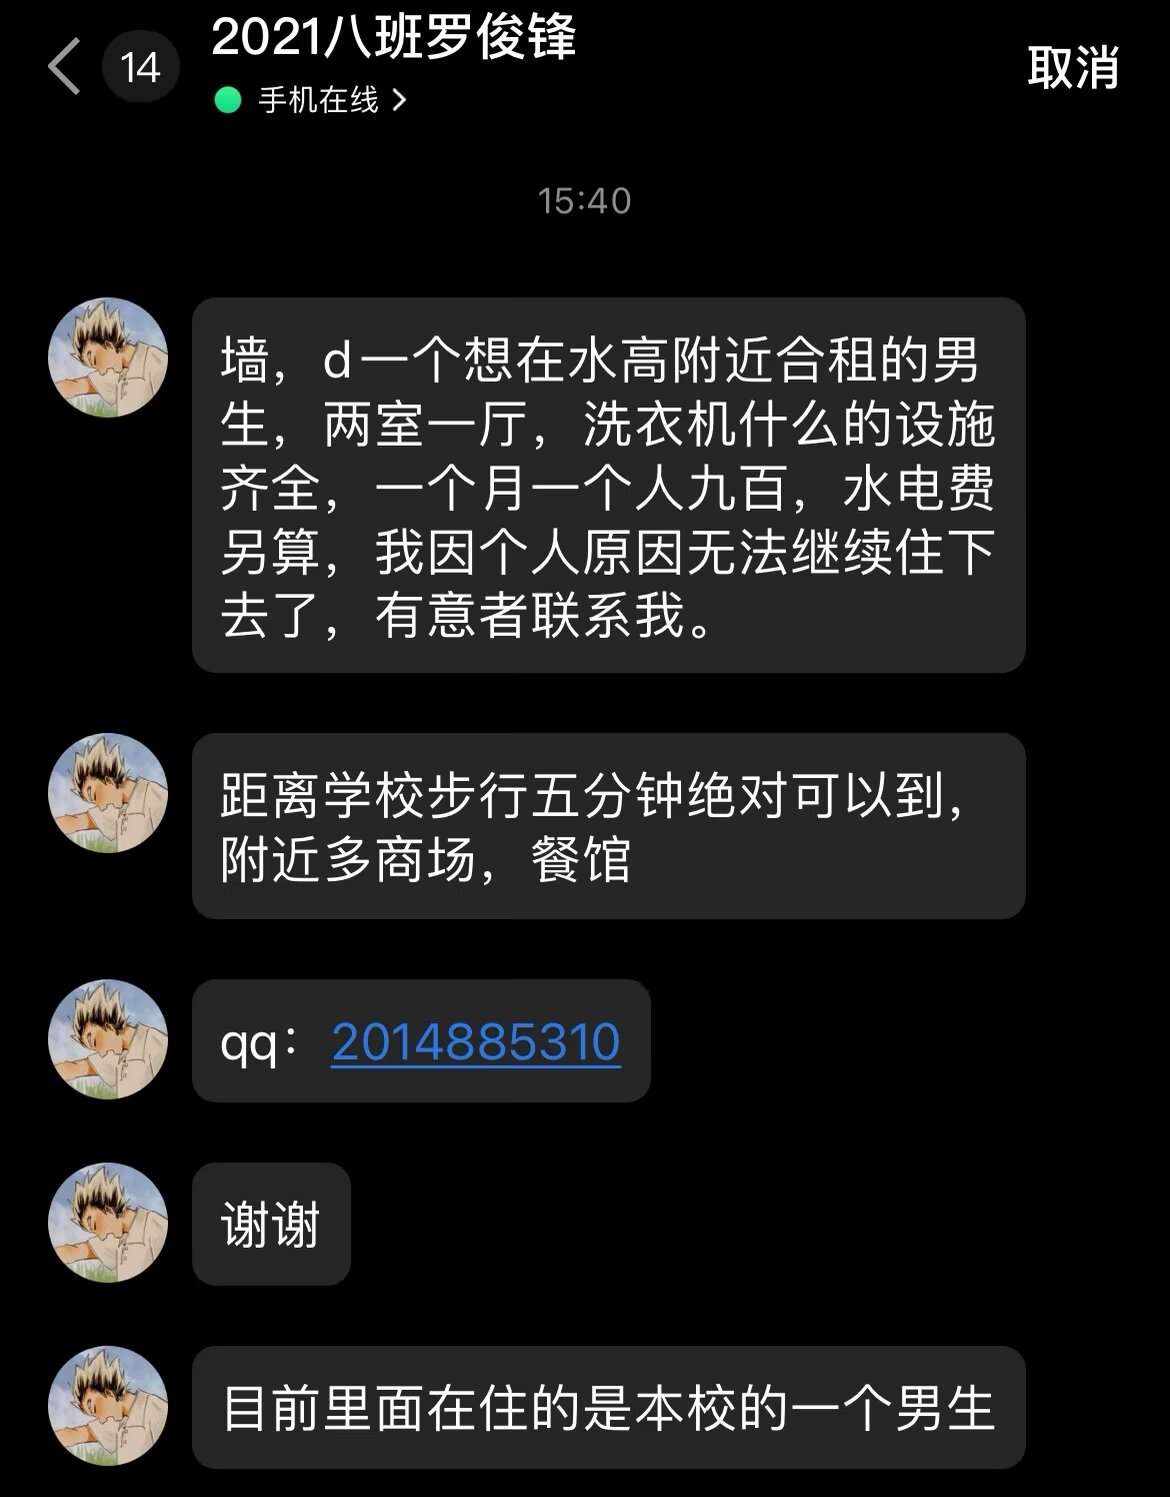 14
2021八班罗俊锋
手机在线
取消
15:40
墙，d一个想在水高附近合租的男
生，两室一厅，洗衣机什么的设施
齐全，一个月一个人九百，水电费
另算，我因个人原因无法继续住下
去了，有意者联系我。
距离学校步行五分钟绝对可以到，
附近多商场，餐馆
qq：2014885310
谢谢
目前里面在住的是本校的一个男生